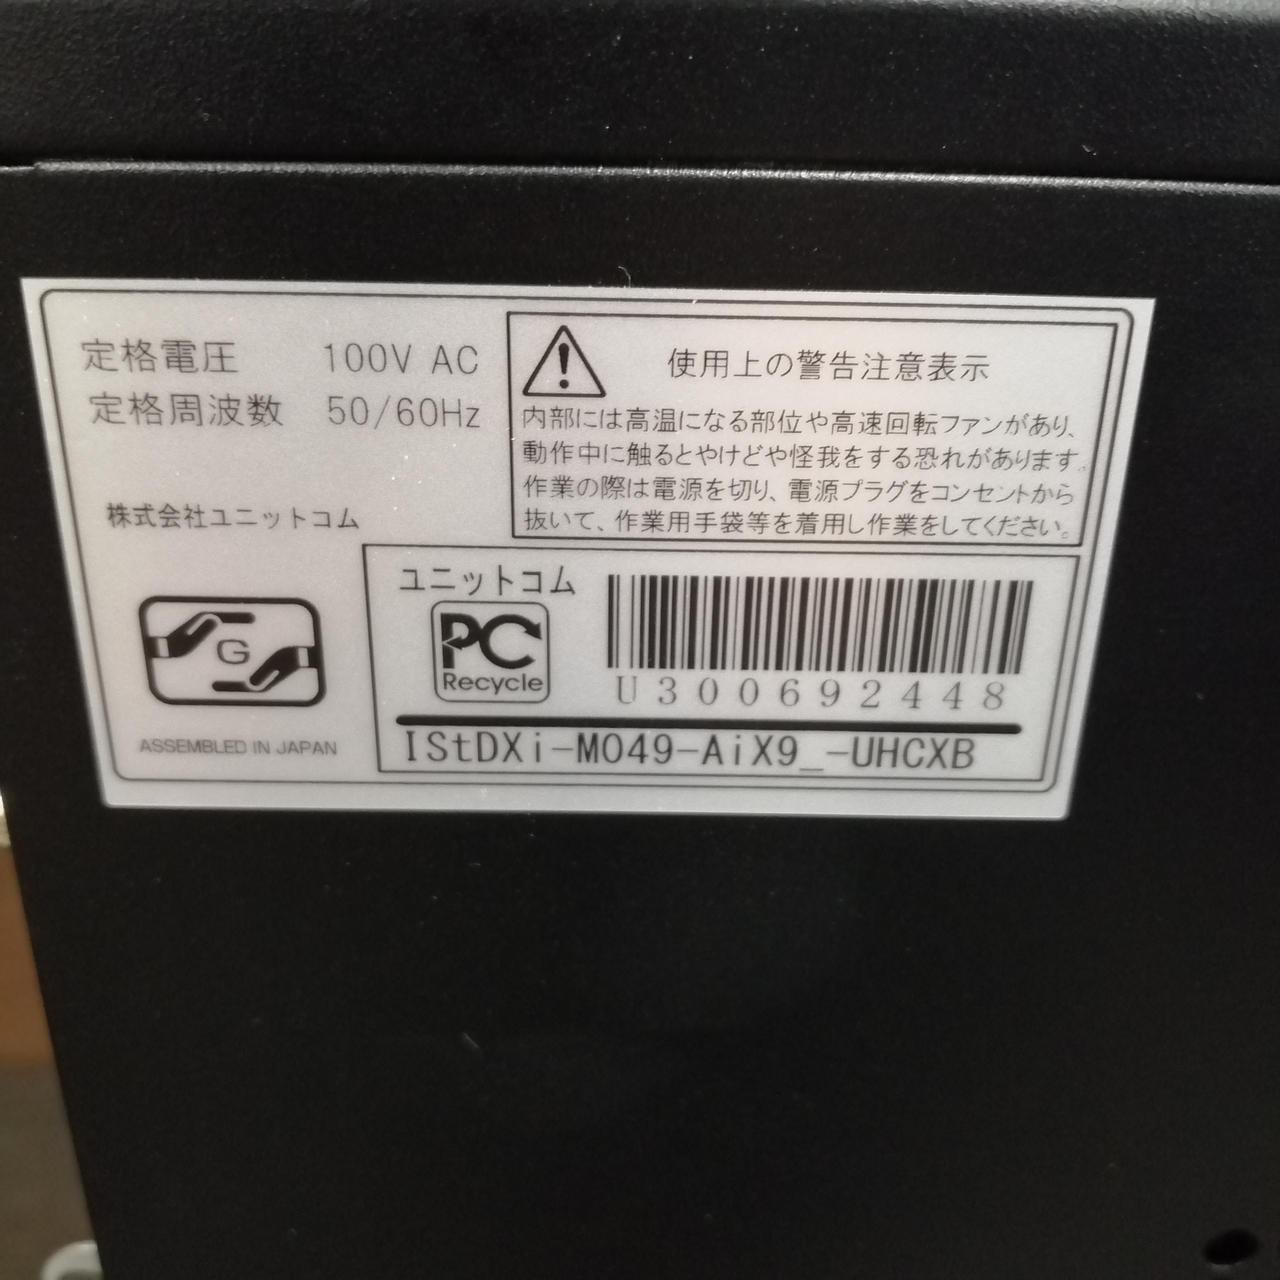 定格電圧 100V AC
定格周波数 50/60Hz
株式会社ユニットコム
G
ASSEMBLED IN JAPAN
使用上の警告注意表示
内部には高温になる部位や高速回転ファンがあり、
動作中に触るとやけどや怪我をする恐れがあります。
作業の際は電源を切り、電源プラグをコンセントから
抜いて、作業用手袋等を着用し作業をしてください。
ユニットコム
PC
Recycle
U300692448
IStDXi-M049-AiX9_-UHCXB